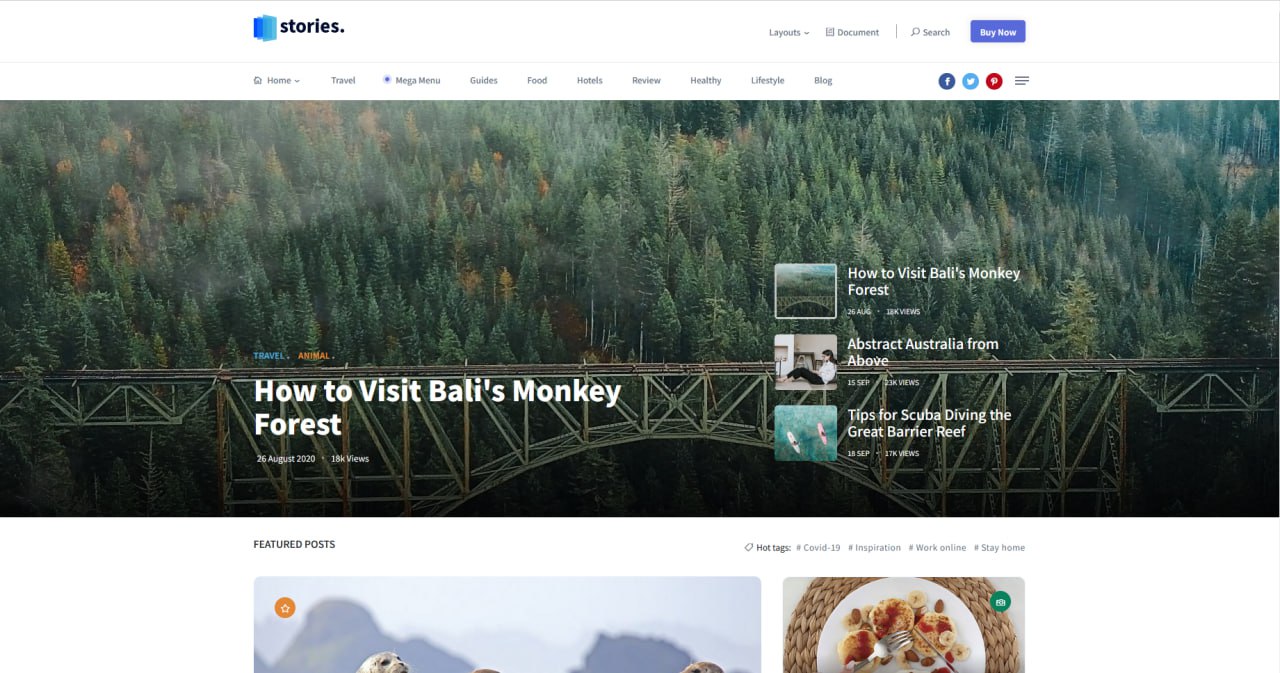 stories.
Layouts
Document
Search
Buy Now
Home
Travel
Mega Menu
Guides
Food
Hotels
Review
Healthy
Lifestyle
Blog
TRAVEL. ANIMAL.
How to Visit Bali's Monkey
Forest
26 August 2020 · 18k Views
How to Visit Bali's Monkey
Forest
26 AUG · 18K VIEWS
Abstract Australia from
Above
15 SEP · 23K VIEWS
Tips for Scuba Diving the
Great Barrier Reef
18 SEP · 17K VIEWS
FEATURED POSTS
Hot tags: # Covid-19 # Inspiration # Work online # Stay home